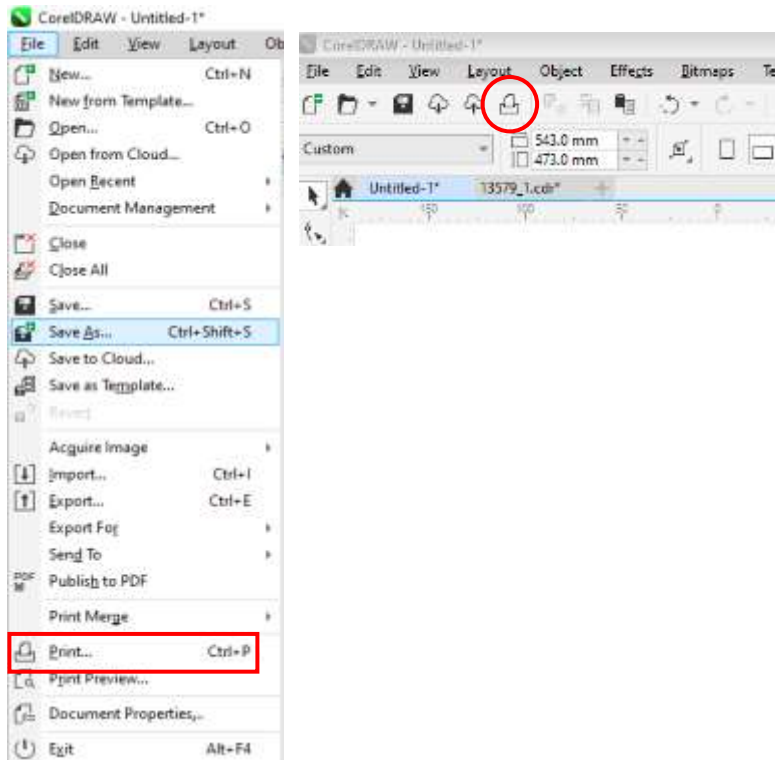 CorelDRAW - Untitled-1*
File Edit View Layout Ob
New... Ctrl+N
New from Template...
Open... Ctrl+O
Open from Cloud...
Open Recent
Document Management
Close
Close All
Save... Ctrl+S
Save As... Ctrl+Shift+S
Save to Cloud...
Save as Template...
Revert
Acquire Image
Import... Ctrl+I
Export... Ctrl+E
Export For
Send To
PDF Publish to PDF
Print Merge
Print... Ctrl+P
Print Preview...
Document Properties...
Exit Alt+F4
CorelDRAW - Untitled-1*
File Edit View Layout Object Effects Bitmaps Te
Custom 543.0 mm
473.0 mm
Untitled-1* 13579_1.cdr*
150 100 50 0